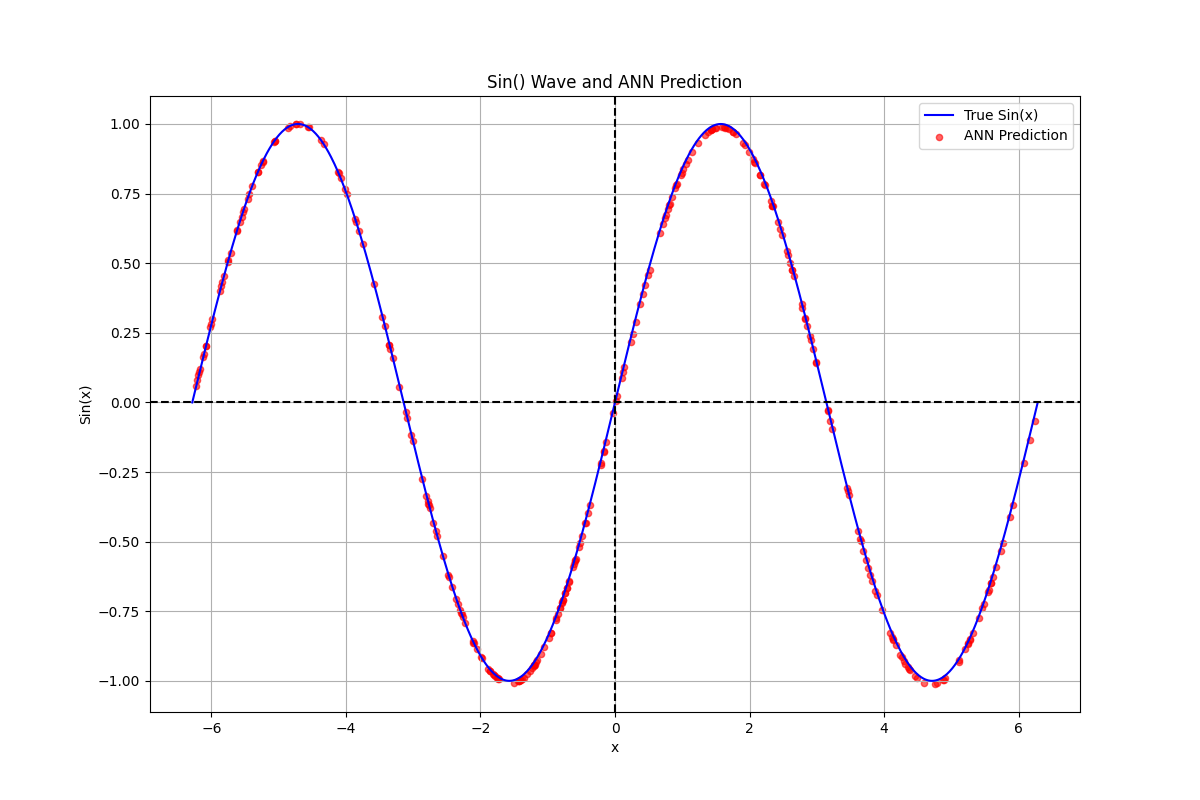 Sin() Wave and ANN Prediction
True Sin(x)
ANN Prediction
1.00
0.75
0.50
0.25
0.00
−0.25
−0.50
−0.75
−1.00
Sin(x)
−6 −4 −2 0 2 4 6
x